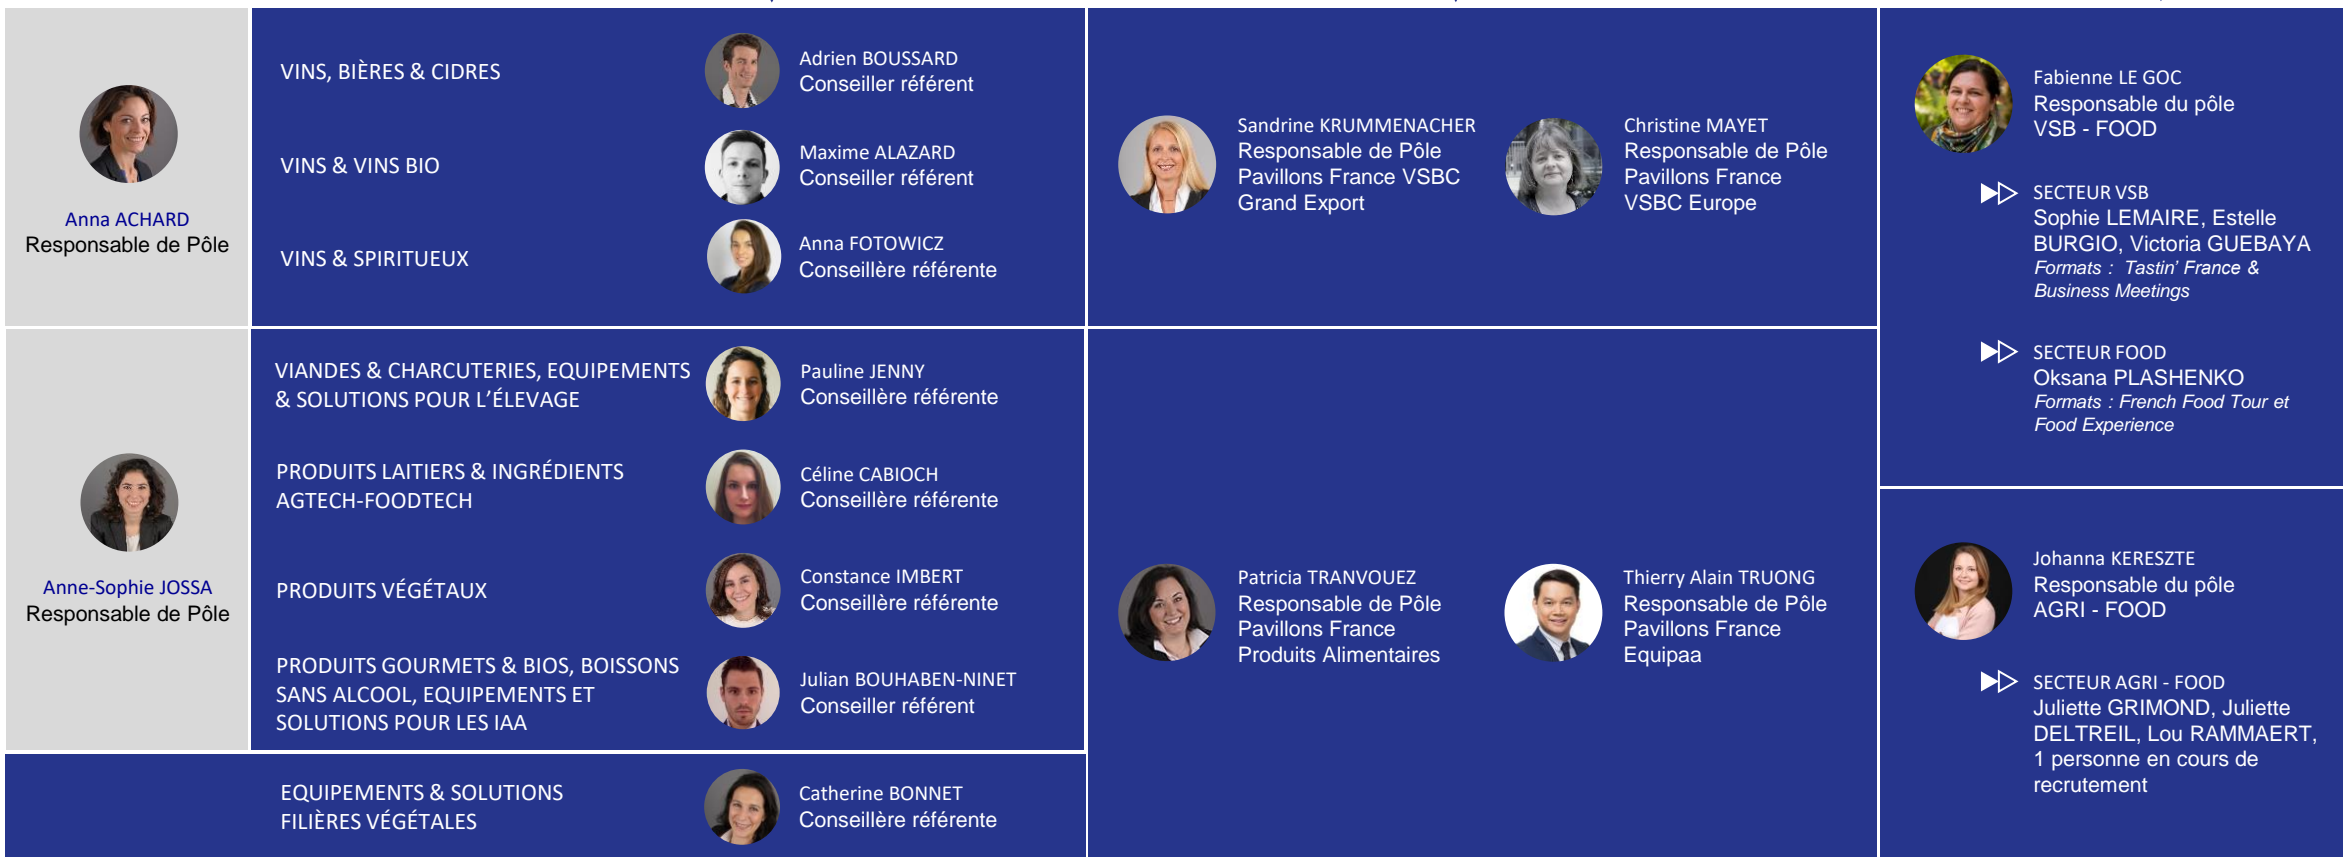 Anna ACHARD
Responsable de Pôle
VINS, BIÈRES & CIDRES
Adrien BOUSSARD
Conseiller référent
VINS & VINS BIO
Maxime ALAZARD
Conseiller référent
VINS & SPIRITUEUX
Anna FOTOWICZ
Conseillère référente
Sandrine KRUMMENACHER
Responsable de Pôle
Pavillons France VSBC
Grand Export
Christine MAYET
Responsable de Pôle
Pavillons France
VSBC Europe
Fabienne LE GOC
Responsable du pôle
VSB - FOOD
SECTEUR VSB
Sophie LEMAIRE, Estelle
BURGIO, Victoria GUEBAYA
Formats : Tastin’ France &
Business Meetings
SECTEUR FOOD
Oksana PLASHENKO
Formats : French Food Tour et
Food Experience
Anne-Sophie JOSSA
Responsable de Pôle
VIANDES & CHARCUTERIES, EQUIPEMENTS
& SOLUTIONS POUR L’ÉLEVAGE
Pauline JENNY
Conseillère référente
PRODUITS LAITIERS & INGRÉDIENTS
AGTECH-FOODTECH
Céline CABIOCH
Conseillère référente
PRODUITS VÉGÉTAUX
Constance IMBERT
Conseillère référente
PRODUITS GOURMETS & BIOS, BOISSONS
SANS ALCOOL, EQUIPEMENTS ET
SOLUTIONS POUR LES IAA
Julian BOUHABEN-NINET
Conseiller référent
EQUIPEMENTS & SOLUTIONS
FILIÈRES VÉGÉTALES
Catherine BONNET
Conseillère référente
Patricia TRANVOUEZ
Responsable de Pôle
Pavillons France
Produits Alimentaires
Thierry Alain TRUONG
Responsable de Pôle
Pavillons France
Equipaa
Johanna KERESZTE
Responsable du pôle
AGRI - FOOD
SECTEUR AGRI - FOOD
Juliette GRIMOND, Juliette
DELTREIL, Lou RAMMAERT,
1 personne en cours de
recrutement